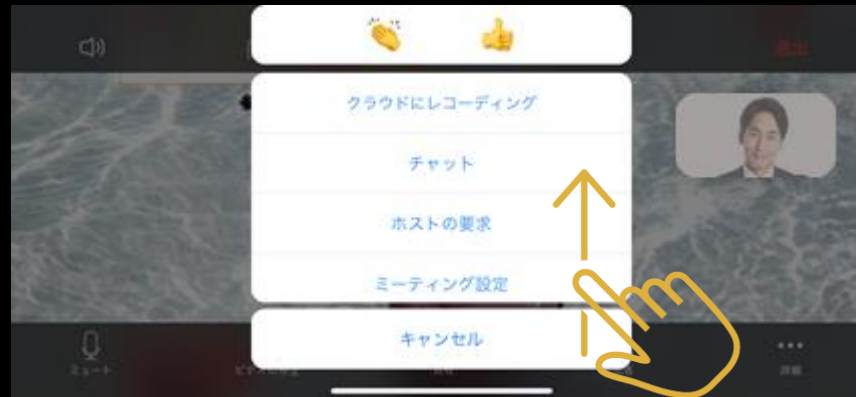 退出
クラウドにレコーディング
チャット
ホストの要求
ミーティング設定
キャンセル
ミュート
詳細